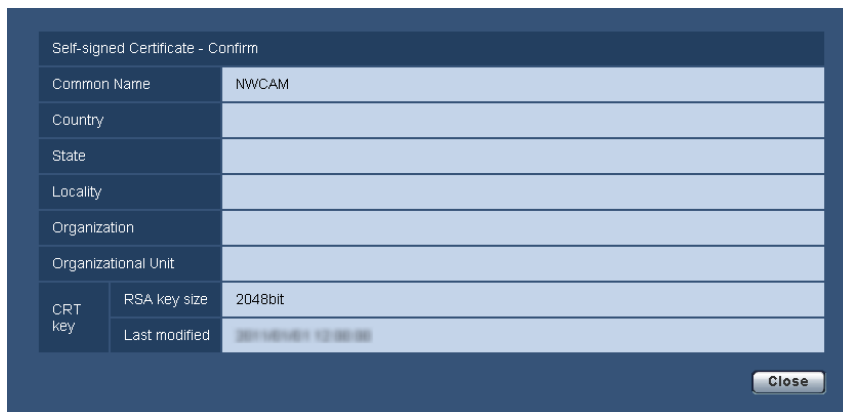 Self-signed Certificate - Confirm
Common Name NWCAM
Country
State
Locality
Organization
Organizational Unit
CRT key
RSA key size 2048bit
Last modified
Close